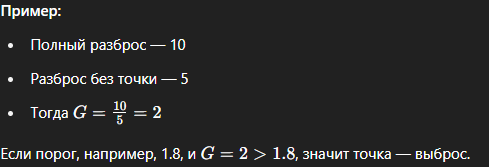 Пример:
• Полный разброс — 10
• Разброс без точки — 5
• Тогда G = 10/5 = 2
Если порог, например, 1.8, и G = 2 > 1.8, значит точка — выброс.